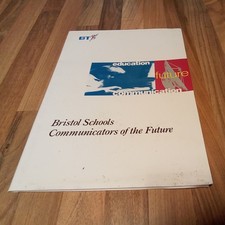 BT
education
future
communication
Bristol Schools
Communicators of the Future